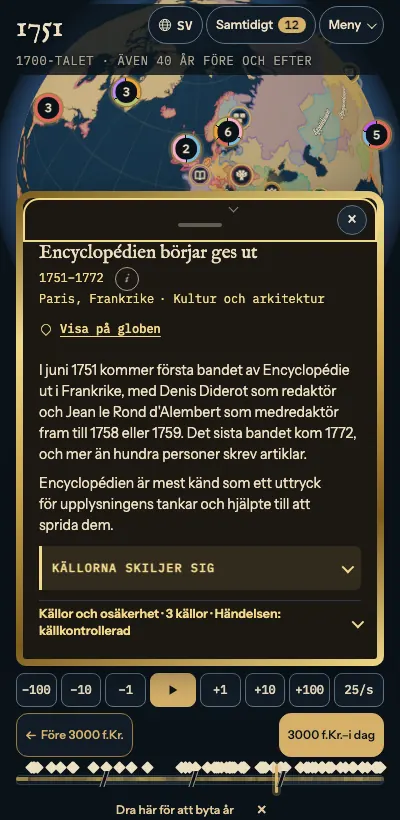 1751
SV
Samtidigt 12
Meny
1700-TALET · ÄVEN 40 ÅR FÖRE OCH EFTER
3
3
2
6
5
×
Encyclopédien börjar ges ut
1751–1772 i
Paris, Frankrike · Kultur och arkitektur
Visa på globen
I juni 1751 kommer första bandet av Encyclopédie
ut i Frankrike, med Denis Diderot som redaktör
och Jean le Rond d'Alembert som medredaktör
fram till 1758 eller 1759. Det sista bandet kom 1772,
och mer än hundra personer skrev artiklar.
Encyclopédien är mest känd som ett uttryck
för upplysningens tankar och hjälpte till att
sprida dem.
KÄLLORNA SKILJER SIG
Källor och osäkerhet · 3 källor · Händelsen:
källkontrollerad
−100 −10 −1 ▶ +1 +10 +100 25/s
← Före 3000 f.Kr. 3000 f.Kr.–i dag
Dra här för att byta år ×